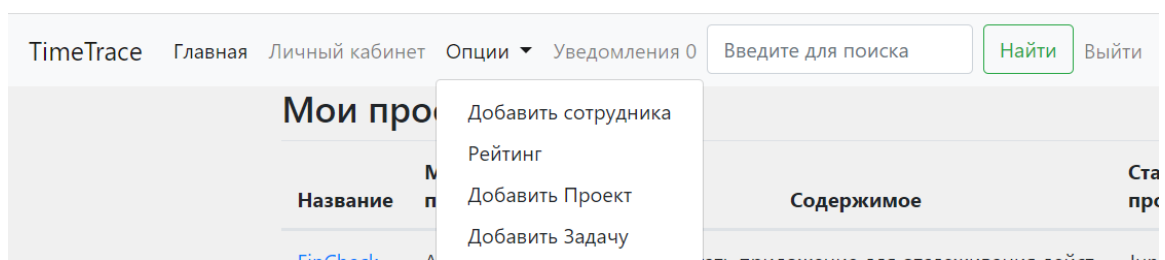 TimeTrace Главная Личный кабинет Опции Уведомления 0 Введите для поиска Найти Выйти
Добавить сотрудника
Рейтинг
Добавить Проект
Добавить Задачу
Мои
Название Содержимое